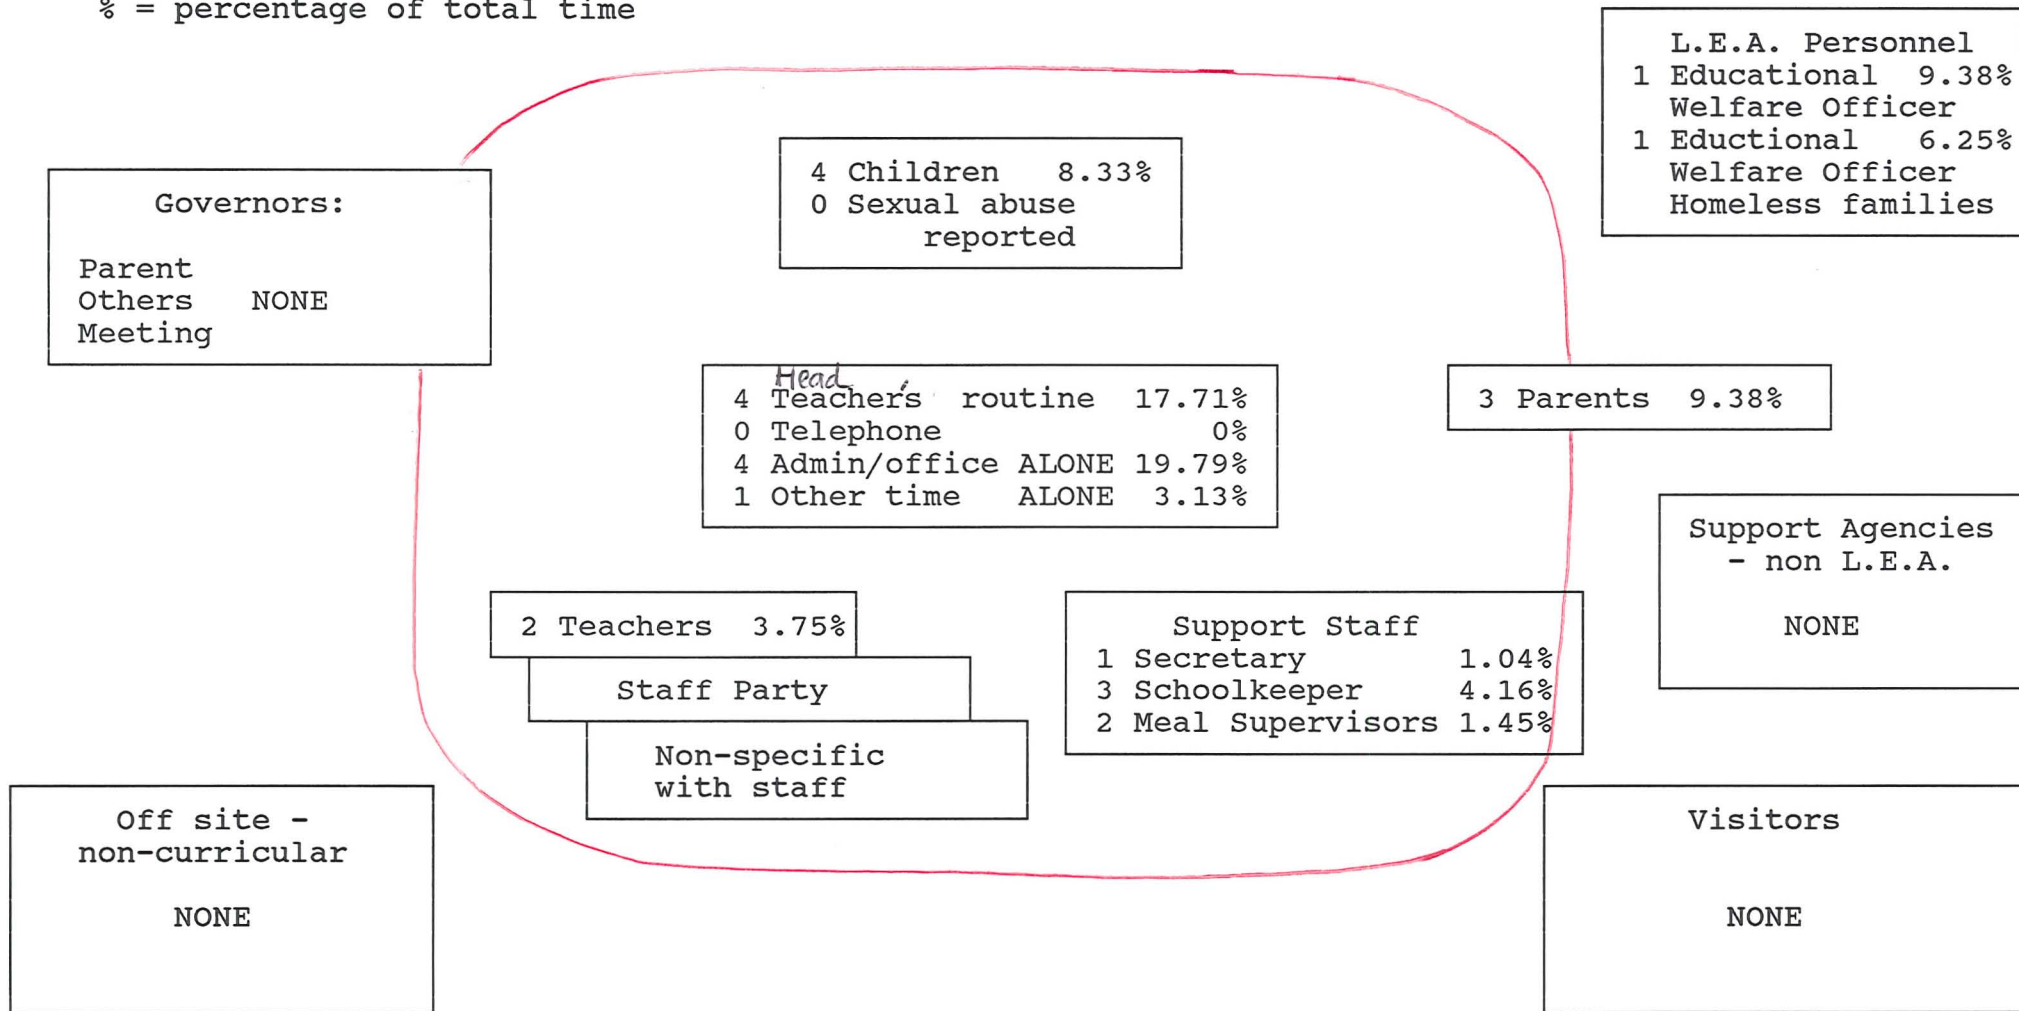 % = percentage of total time
L.E.A. Personnel
1 Educational 9.38%
Welfare Officer
1 Eductional 6.25%
Welfare Officer
Homeless families
4 Children 8.33%
0 Sexual abuse
reported
Governors:
Parent
Others NONE
Meeting
Head
4 Teacher's routine 17.71%
0 Telephone 0%
4 Admin/office ALONE 19.79%
1 Other time ALONE 3.13%
3 Parents 9.38%
Support Agencies
- non L.E.A.
NONE
2 Teachers 3.75%
Staff Party
Non-specific
with staff
Support Staff
1 Secretary 1.04%
3 Schoolkeeper 4.16%
2 Meal Supervisors 1.45%
Off site -
non-curricular
NONE
Visitors
NONE